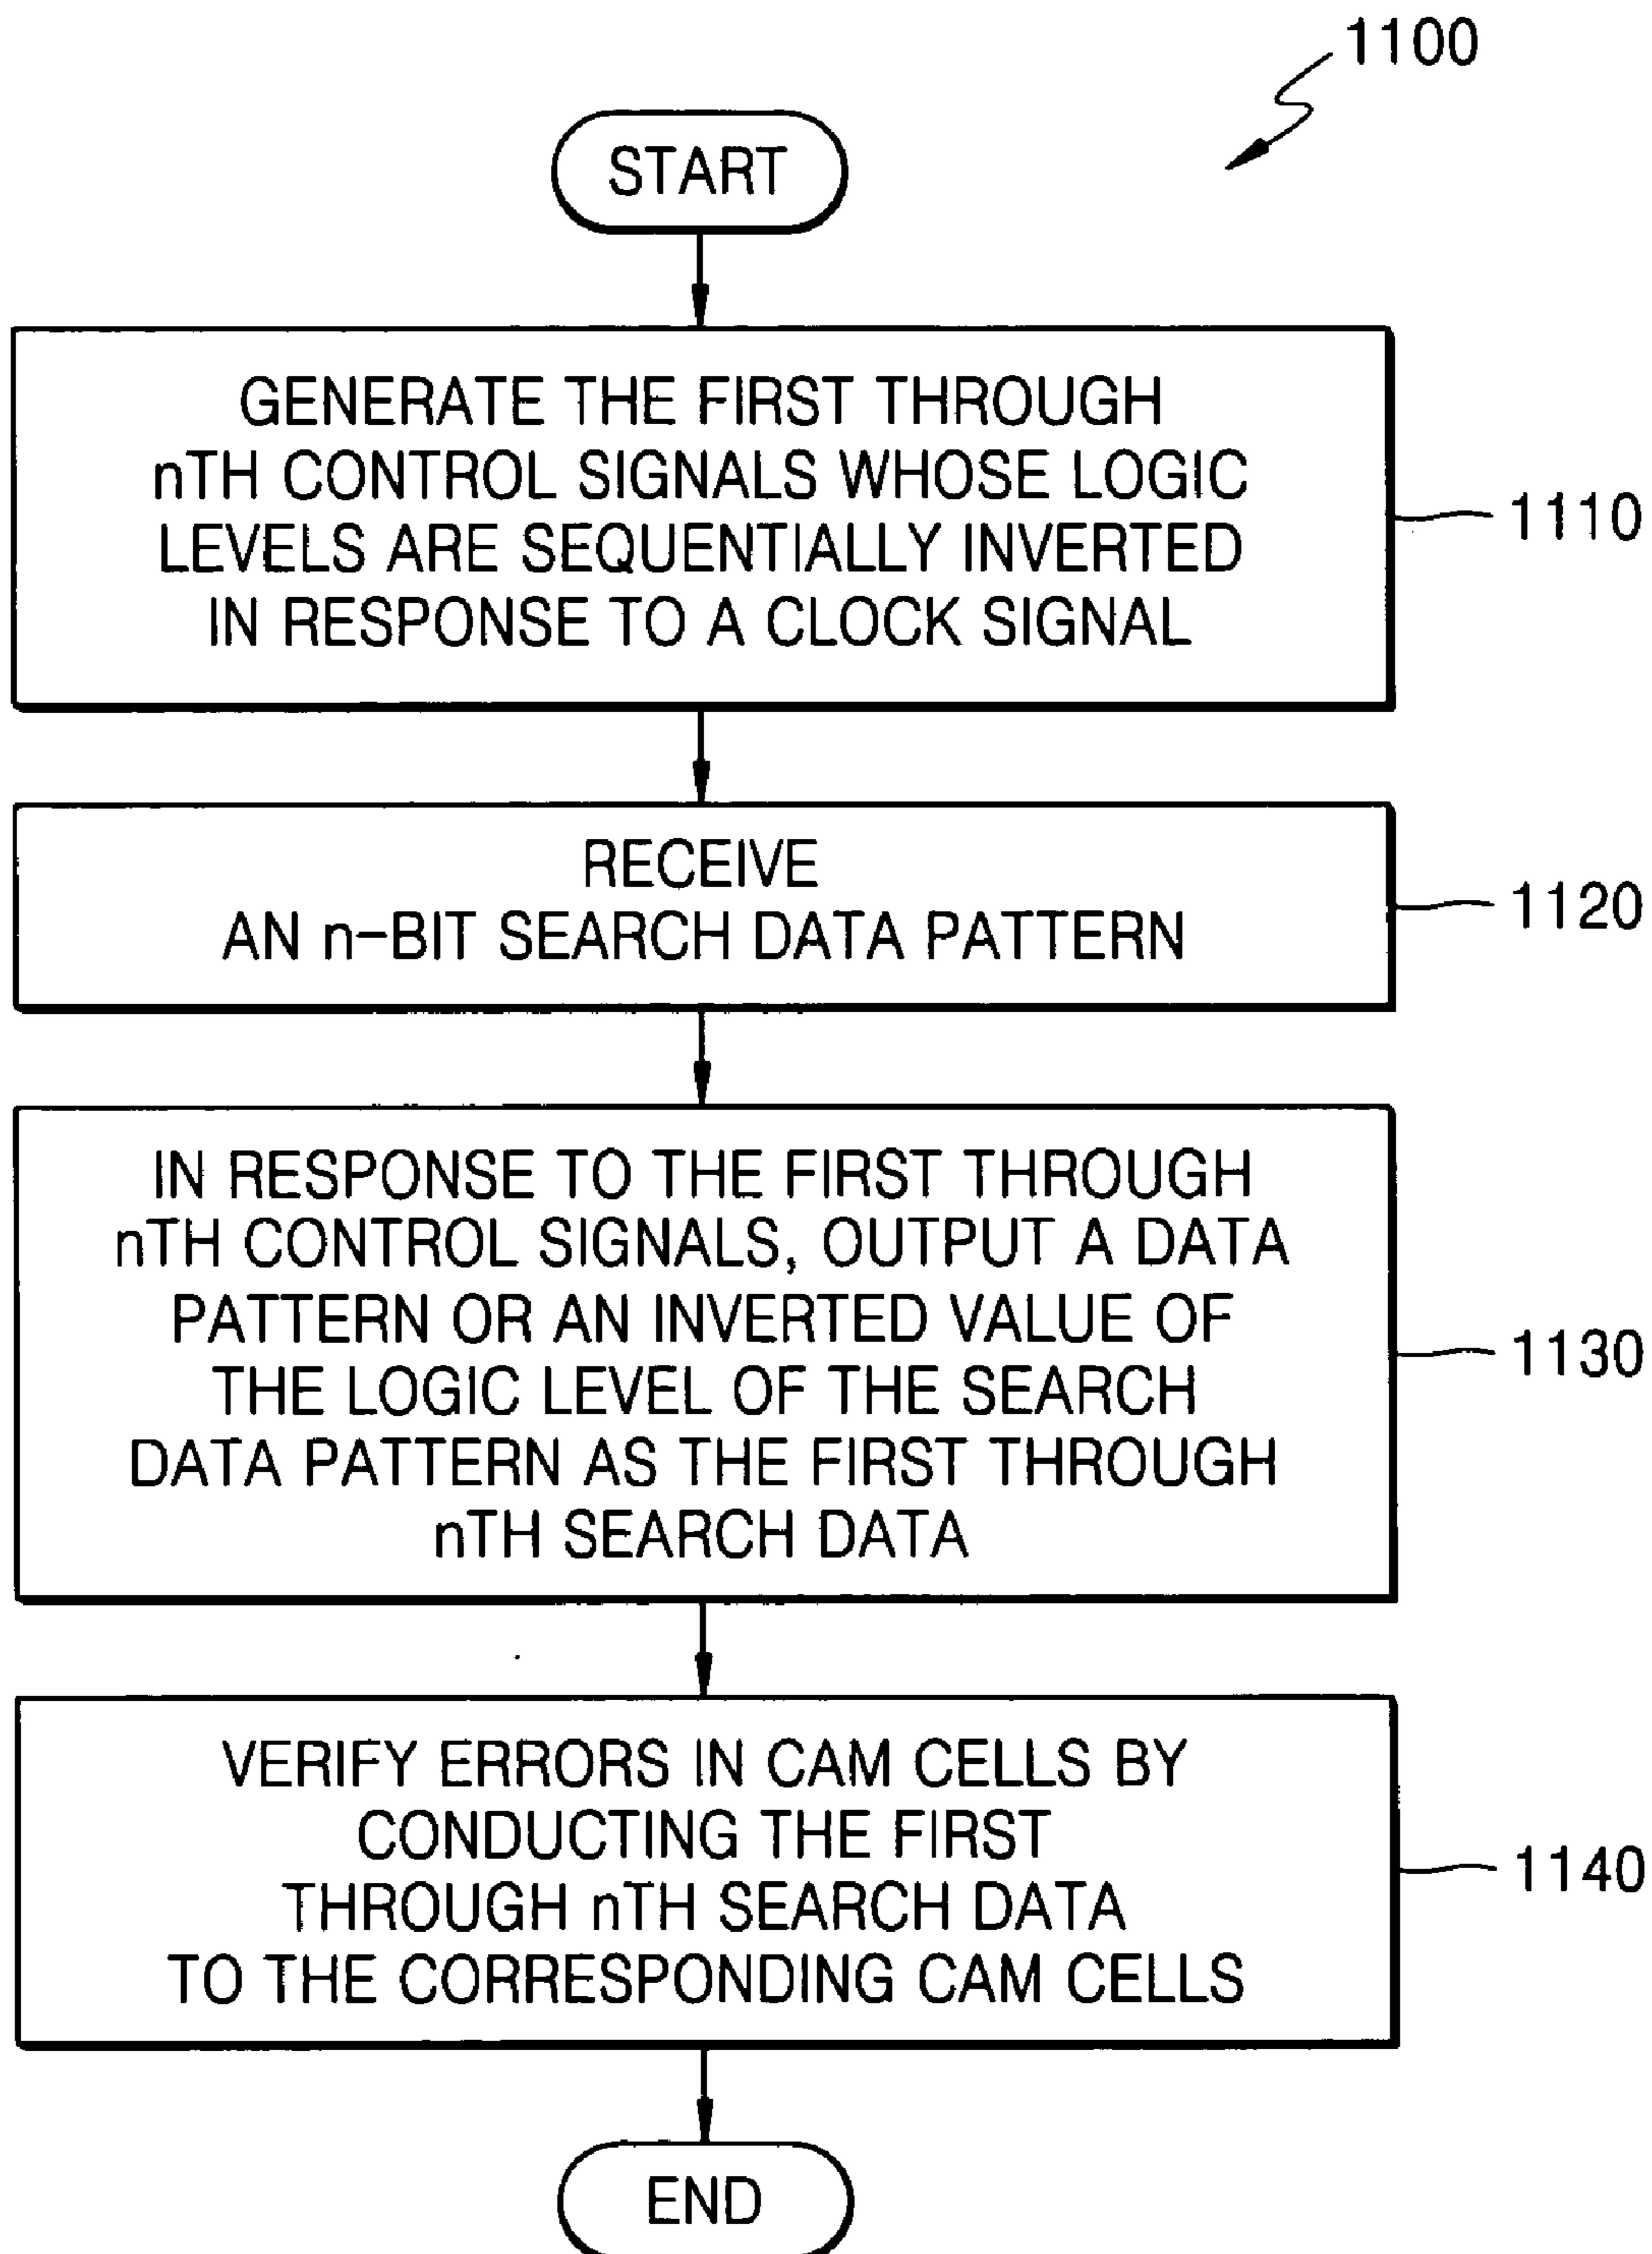 1100
START
GENERATE THE FIRST THROUGH
nTH CONTROL SIGNALS WHOSE LOGIC
LEVELS ARE SEQUENTIALLY INVERTED
IN RESPONSE TO A CLOCK SIGNAL
1110
RECEIVE
AN n-BIT SEARCH DATA PATTERN
1120
IN RESPONSE TO THE FIRST THROUGH
nTH CONTROL SIGNALS, OUTPUT A DATA
PATTERN OR AN INVERTED VALUE OF
THE LOGIC LEVEL OF THE SEARCH
DATA PATTERN AS THE FIRST THROUGH
nTH SEARCH DATA
1130
VERIFY ERRORS IN CAM CELLS BY
CONDUCTING THE FIRST
THROUGH nTH SEARCH DATA
TO THE CORRESPONDING CAM CELLS
1140
END